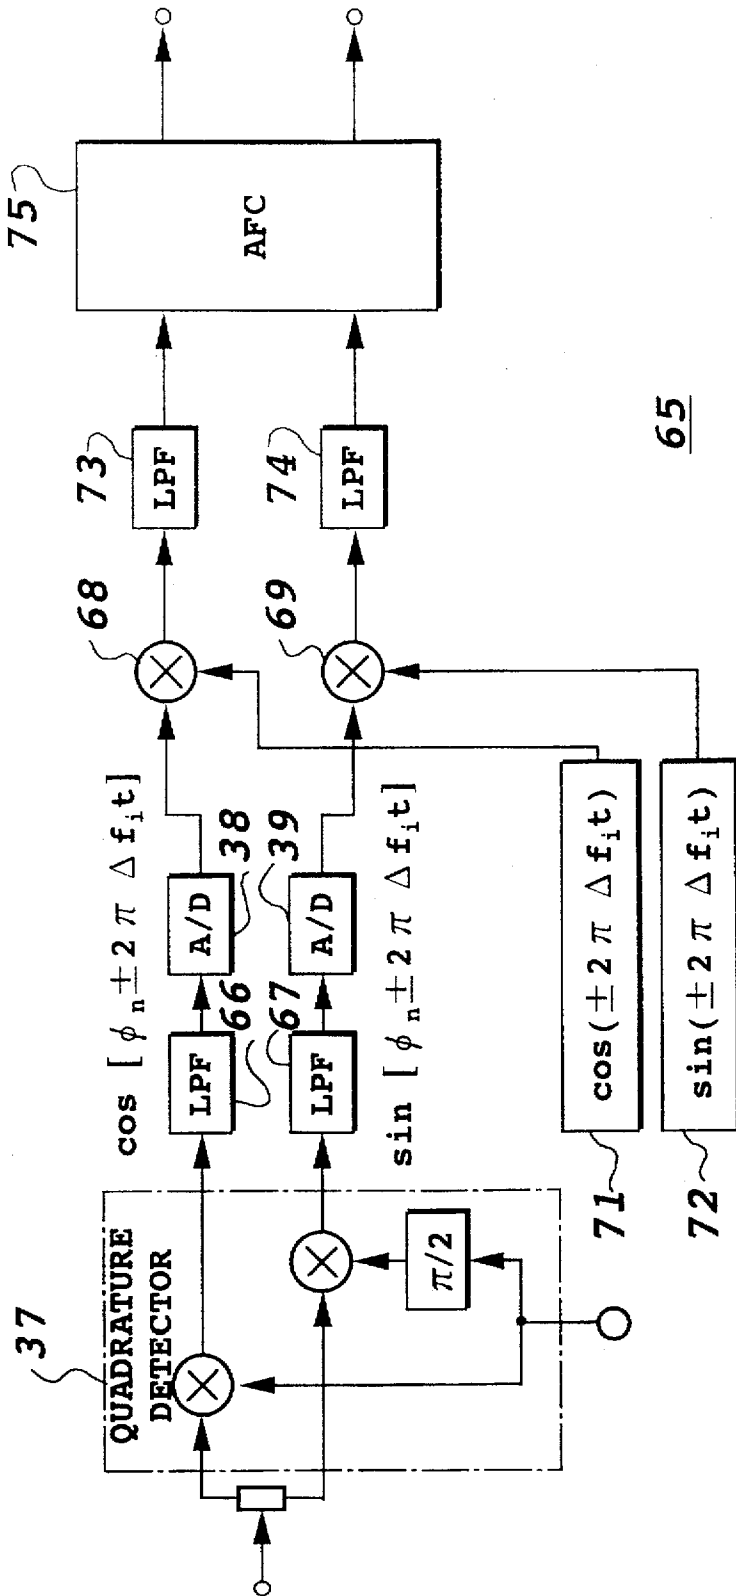 37
QUADRATURE
DETECTOR
π/2
cos [ϕn±2π Δfit]
LPF
66
A/D
38
LPF
67
A/D
39
sin [ϕn±2π Δfit]
68
69
73
LPF
74
LPF
75
AFC
71
cos(±2π Δfit)
72
sin(±2π Δfit)
65